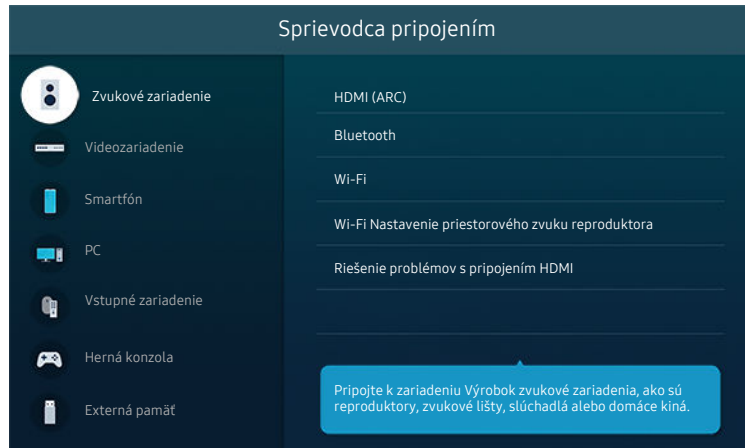 Sprievodca pripojením
Zvukové zariadenie
Videozariadenie
Smartfón
PC
Vstupné zariadenie
Herná konzola
Externá pamäť
HDMI (ARC)
Bluetooth
Wi-Fi
Wi-Fi Nastavenie priestorového zvuku reproduktora
Riešenie problémov s pripojením HDMI
Pripojte k zariadeniu Výrobok zvukové zariadenia, ako sú
reproduktory, zvukové lišty, slúchadlá alebo domáce kiná.